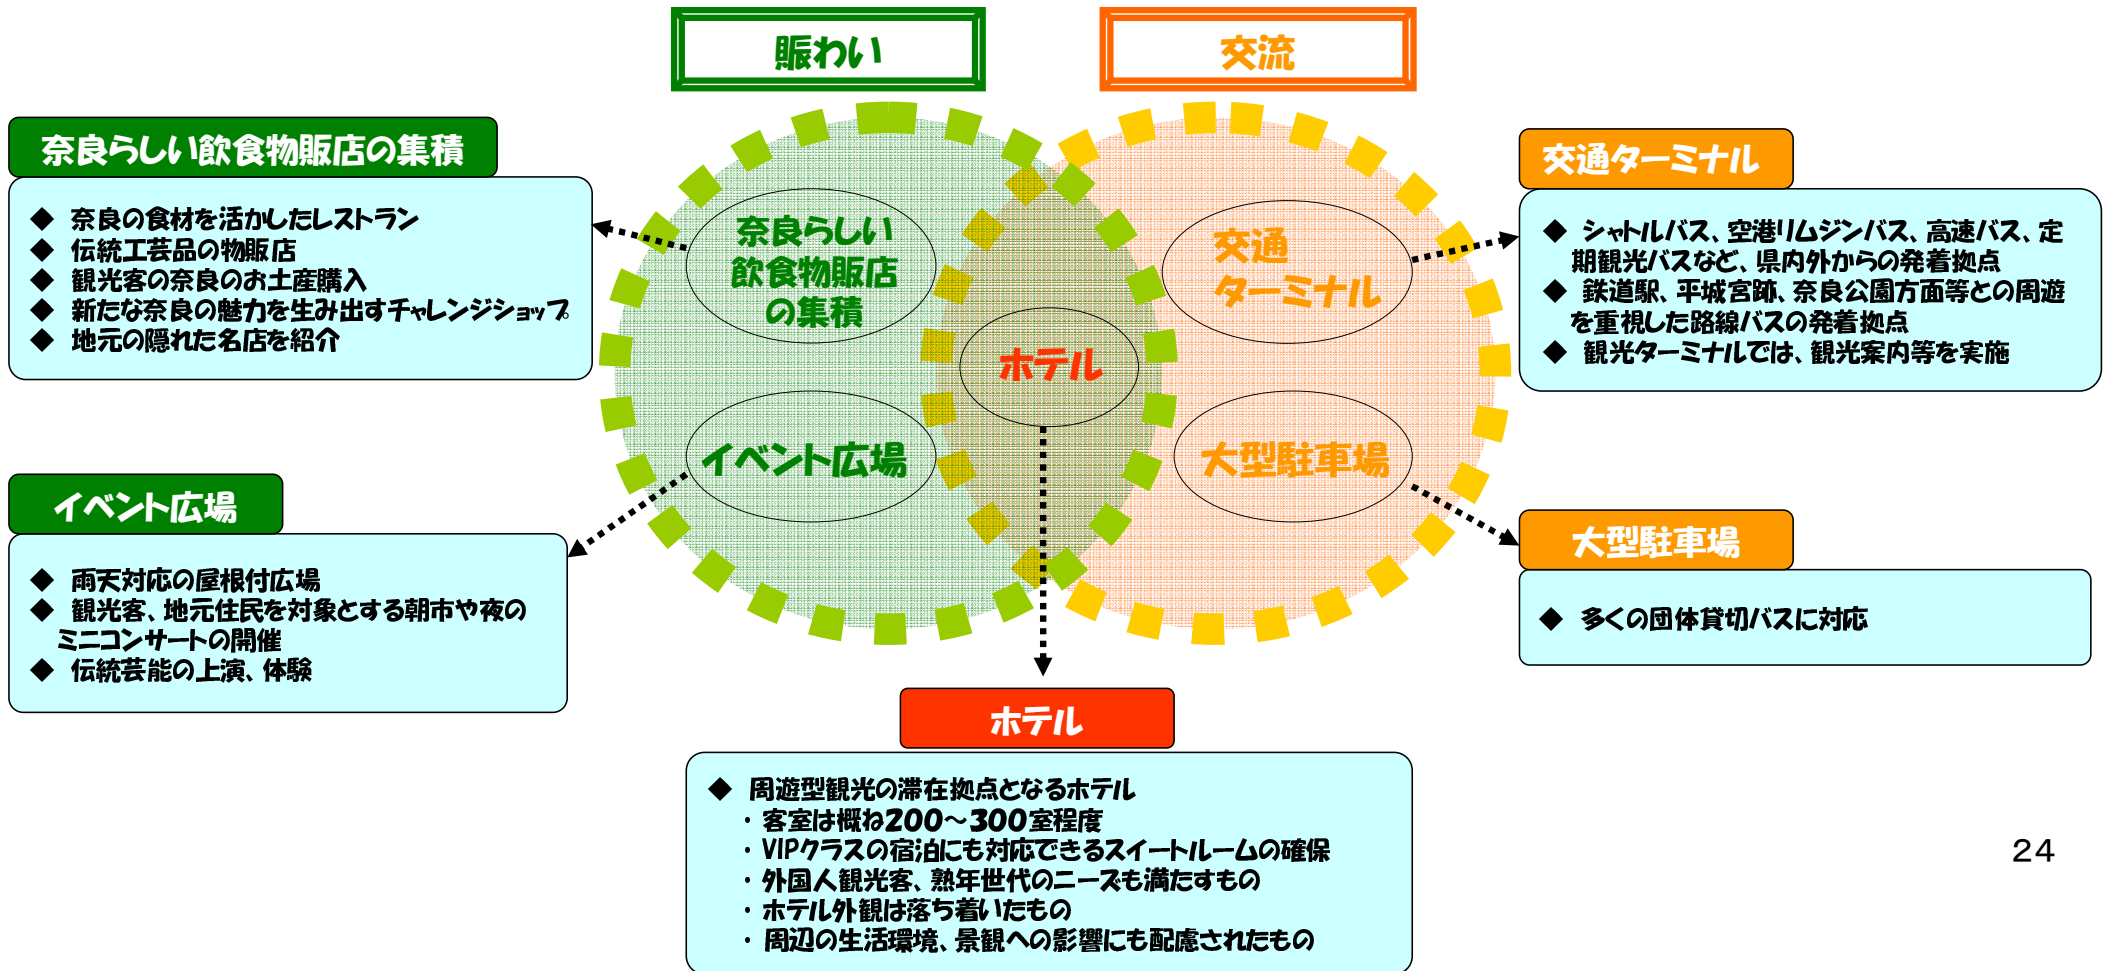 賑わい
交流
奈良らしい飲食物販店の集積
◆ 奈良の食材を活かしたレストラン
◆ 伝統工芸品の物販店
◆ 観光客の奈良のお土産購入
◆ 新たな奈良の魅力を生み出すチャレンジショップ。
◆ 地元の隠れた名店を紹介
イベント広場
◆ 雨天対応の屋根付広場
◆ 観光客、地元住民を対象とする朝市や夜の
ミニコンサートの開催
◆ 伝統芸能の上演、体験
奈良らしい
飲食物販店
の集積
イベント広場
ホテル
交通
ターミナル
大型駐車場
交通ターミナル
◆ シャトルバス、空港リムジンバス、高速バス、定
期観光バスなど、県内外からの発着拠点
◆ 鉄道駅、平城宮跡、奈良公園方面等との周遊
を重視した路線バスの発着拠点
◆ 観光ターミナルでは、観光案内等を実施
大型駐車場
◆ 多くの団体貸切バスに対応
ホテル
◆ 周遊型観光の滞在拠点となるホテル
・客室は概ね200～300室程度
・VIPクラスの宿泊にも対応できるスイートルームの確保
・外国人観光客、熟年世代のニーズも満たすもの
・ホテル外観は落ち着いたもの
・周辺の生活環境、景観への影響にも配慮されたもの
24